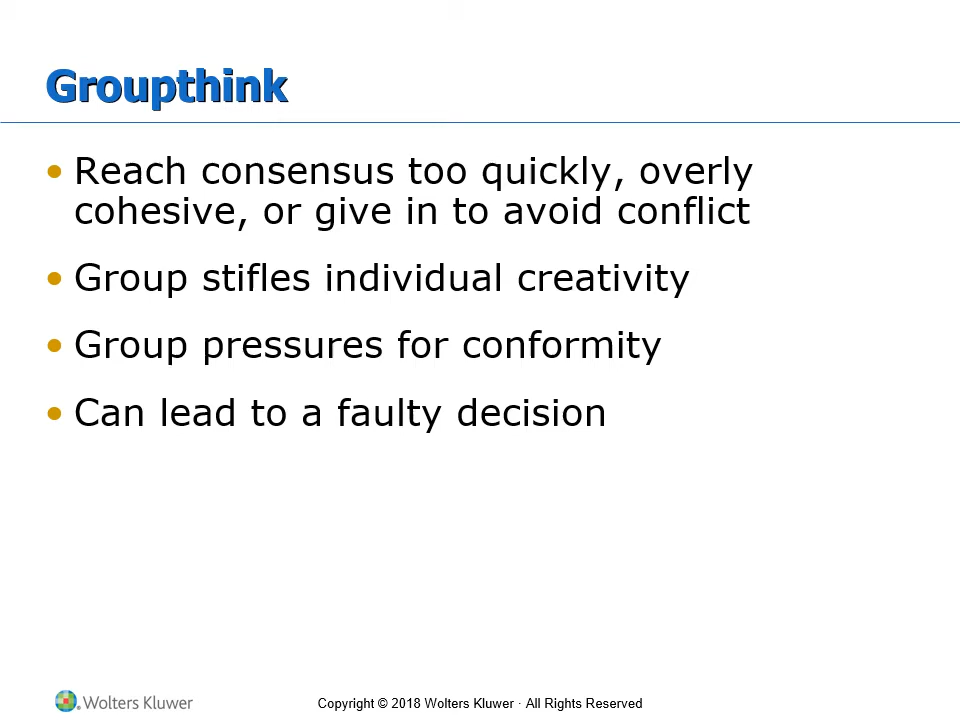 Groupthink
• Reach consensus too quickly, overly
cohesive, or give in to avoid conflict
• Group stifles individual creativity
• Group pressures for conformity
• Can lead to a faulty decision
Wolters Kluwer
Copyright © 2018 Wolters Kluwer · All Rights Reserved